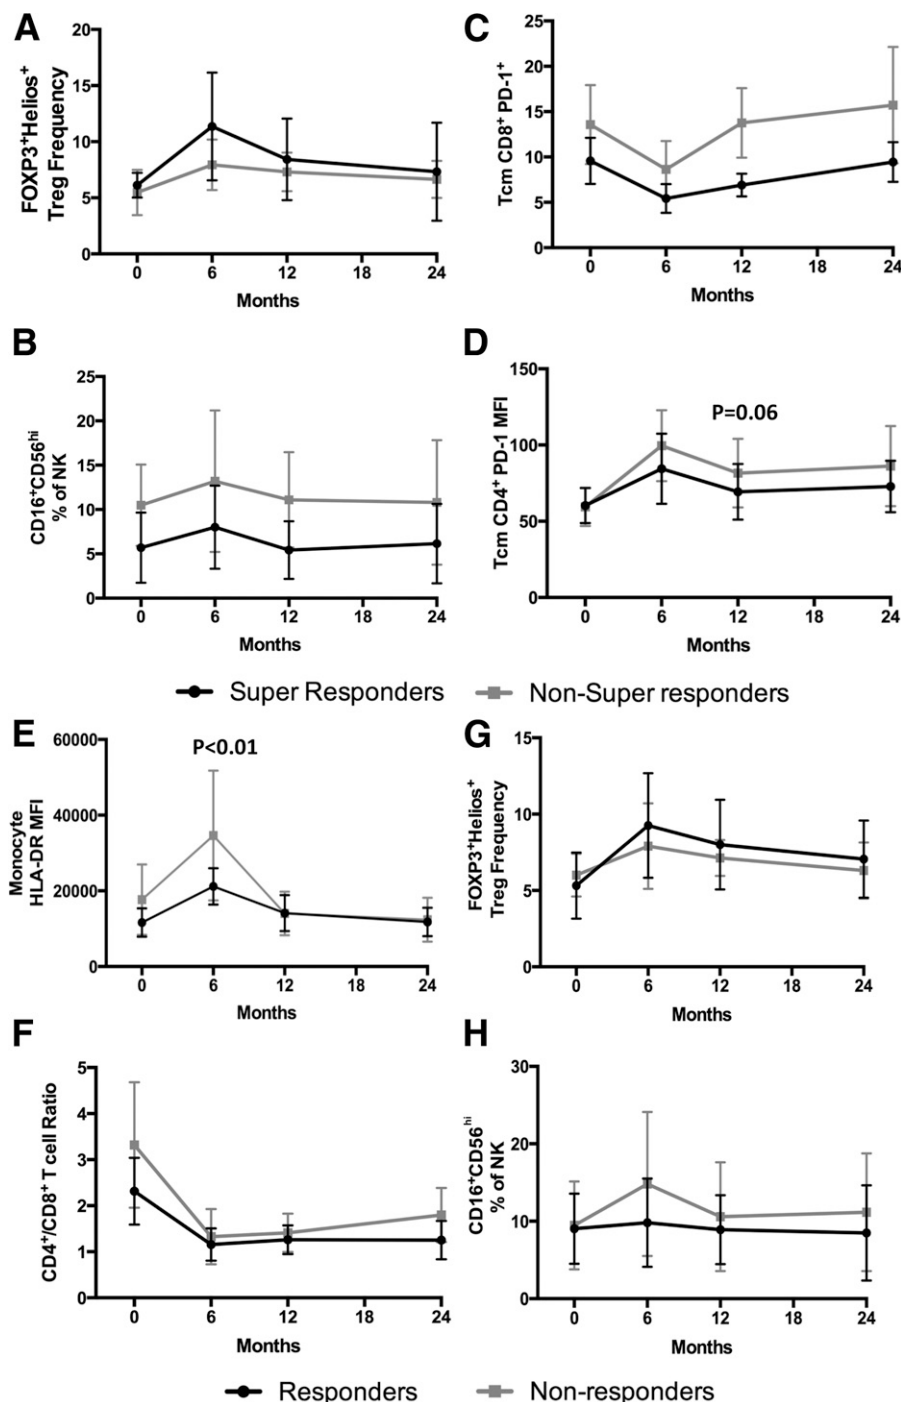 A
20
15
10
5
0
FOXP3⁺Helios⁺
Treg Frequency
0 6 12 18 24
Months
C
25
20
15
10
5
0
Tcm CD8⁺ PD-1⁺
0 6 12 18 24
Months
B
25
20
15
10
5
0
CD16⁺CD56ʰⁱ
% of NK
0 6 12 18 24
Months
D
150
100
50
0
Tcm CD4⁺ PD-1 MFI
P=0.06
0 6 12 18 24
Months
Super Responders Non-Super responders
E
60000
40000
20000
0
Monocyte
HLA-DR MFI
P<0.01
0 6 12 18 24
Months
G
15
10
5
0
FOXP3⁺Helios⁺
Treg Frequency
0 6 12 18 24
Months
F
5
4
3
2
1
0
CD4⁺/CD8⁺ T cell Ratio
0 6 12 18 24
Months
H
30
20
10
0
CD16⁺CD56ʰⁱ
% of NK
0 6 12 18 24
Months
Responders Non-responders